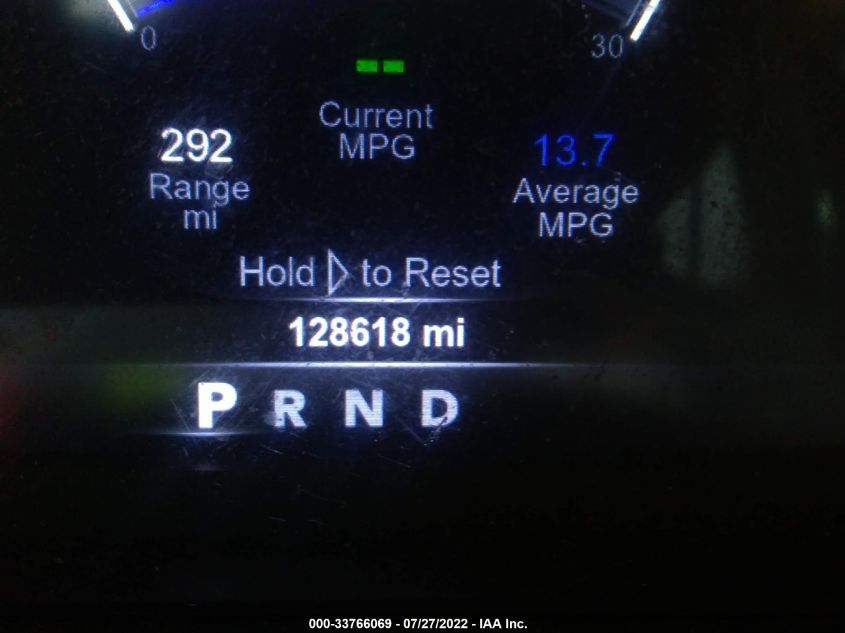 0
30
--
Current
MPG
292
Range
mi
13.7
Average
MPG
Hold ▷ to Reset
128618 mi
P R N D
000-33766069 - 07/27/2022 - IAA Inc.